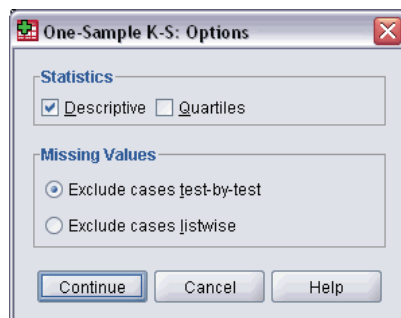 One-Sample K-S: Options
Statistics
Descriptive Quartiles
Missing Values
Exclude cases test-by-test
Exclude cases listwise
Continue Cancel Help